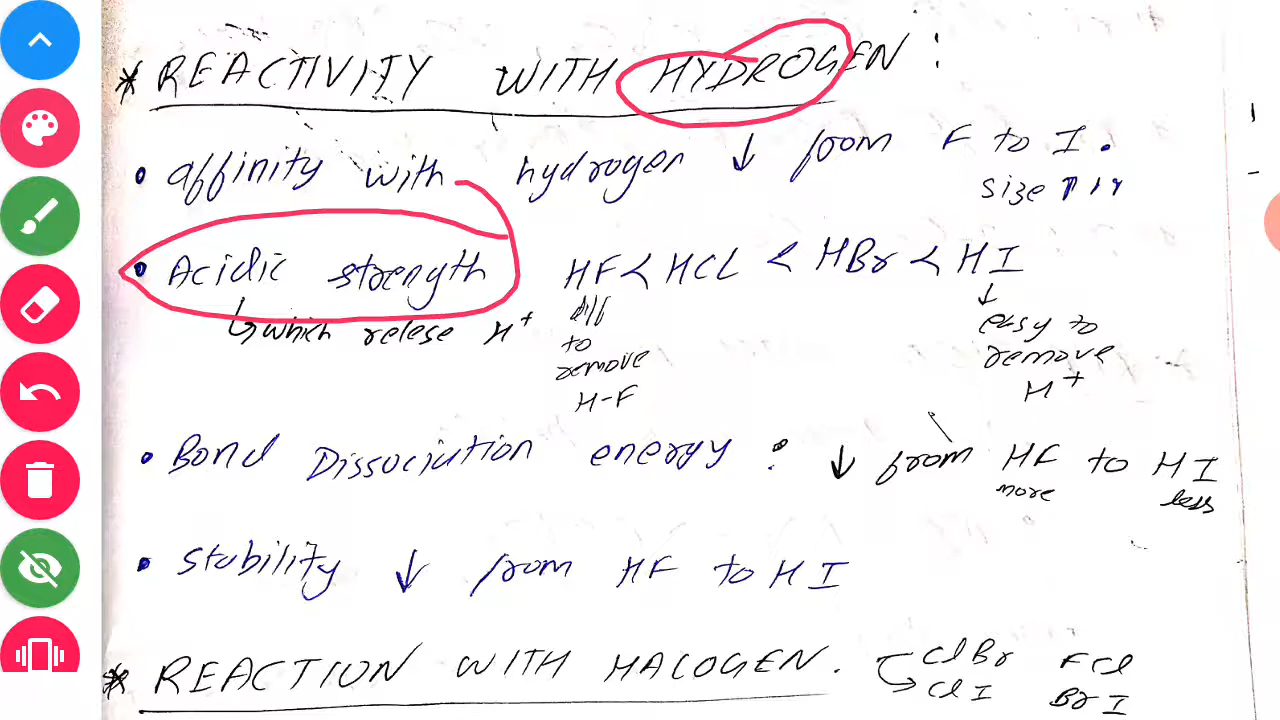 * REACTIVITY WITH HYDROGEN :
• affinity with hydrogen ↓ from F to I.
size ↑
• Acidic strength HF < HCL < HBr < HI
↳ which relese H+
diff to remove H-F
↓ easy to remove H+
• Bond Dissociation energy : ↓ from HF to HI
more less
• Stability ↓ from HF to HI
* REACTION WITH HALOGEN. ClBr FCl
ClI BrI